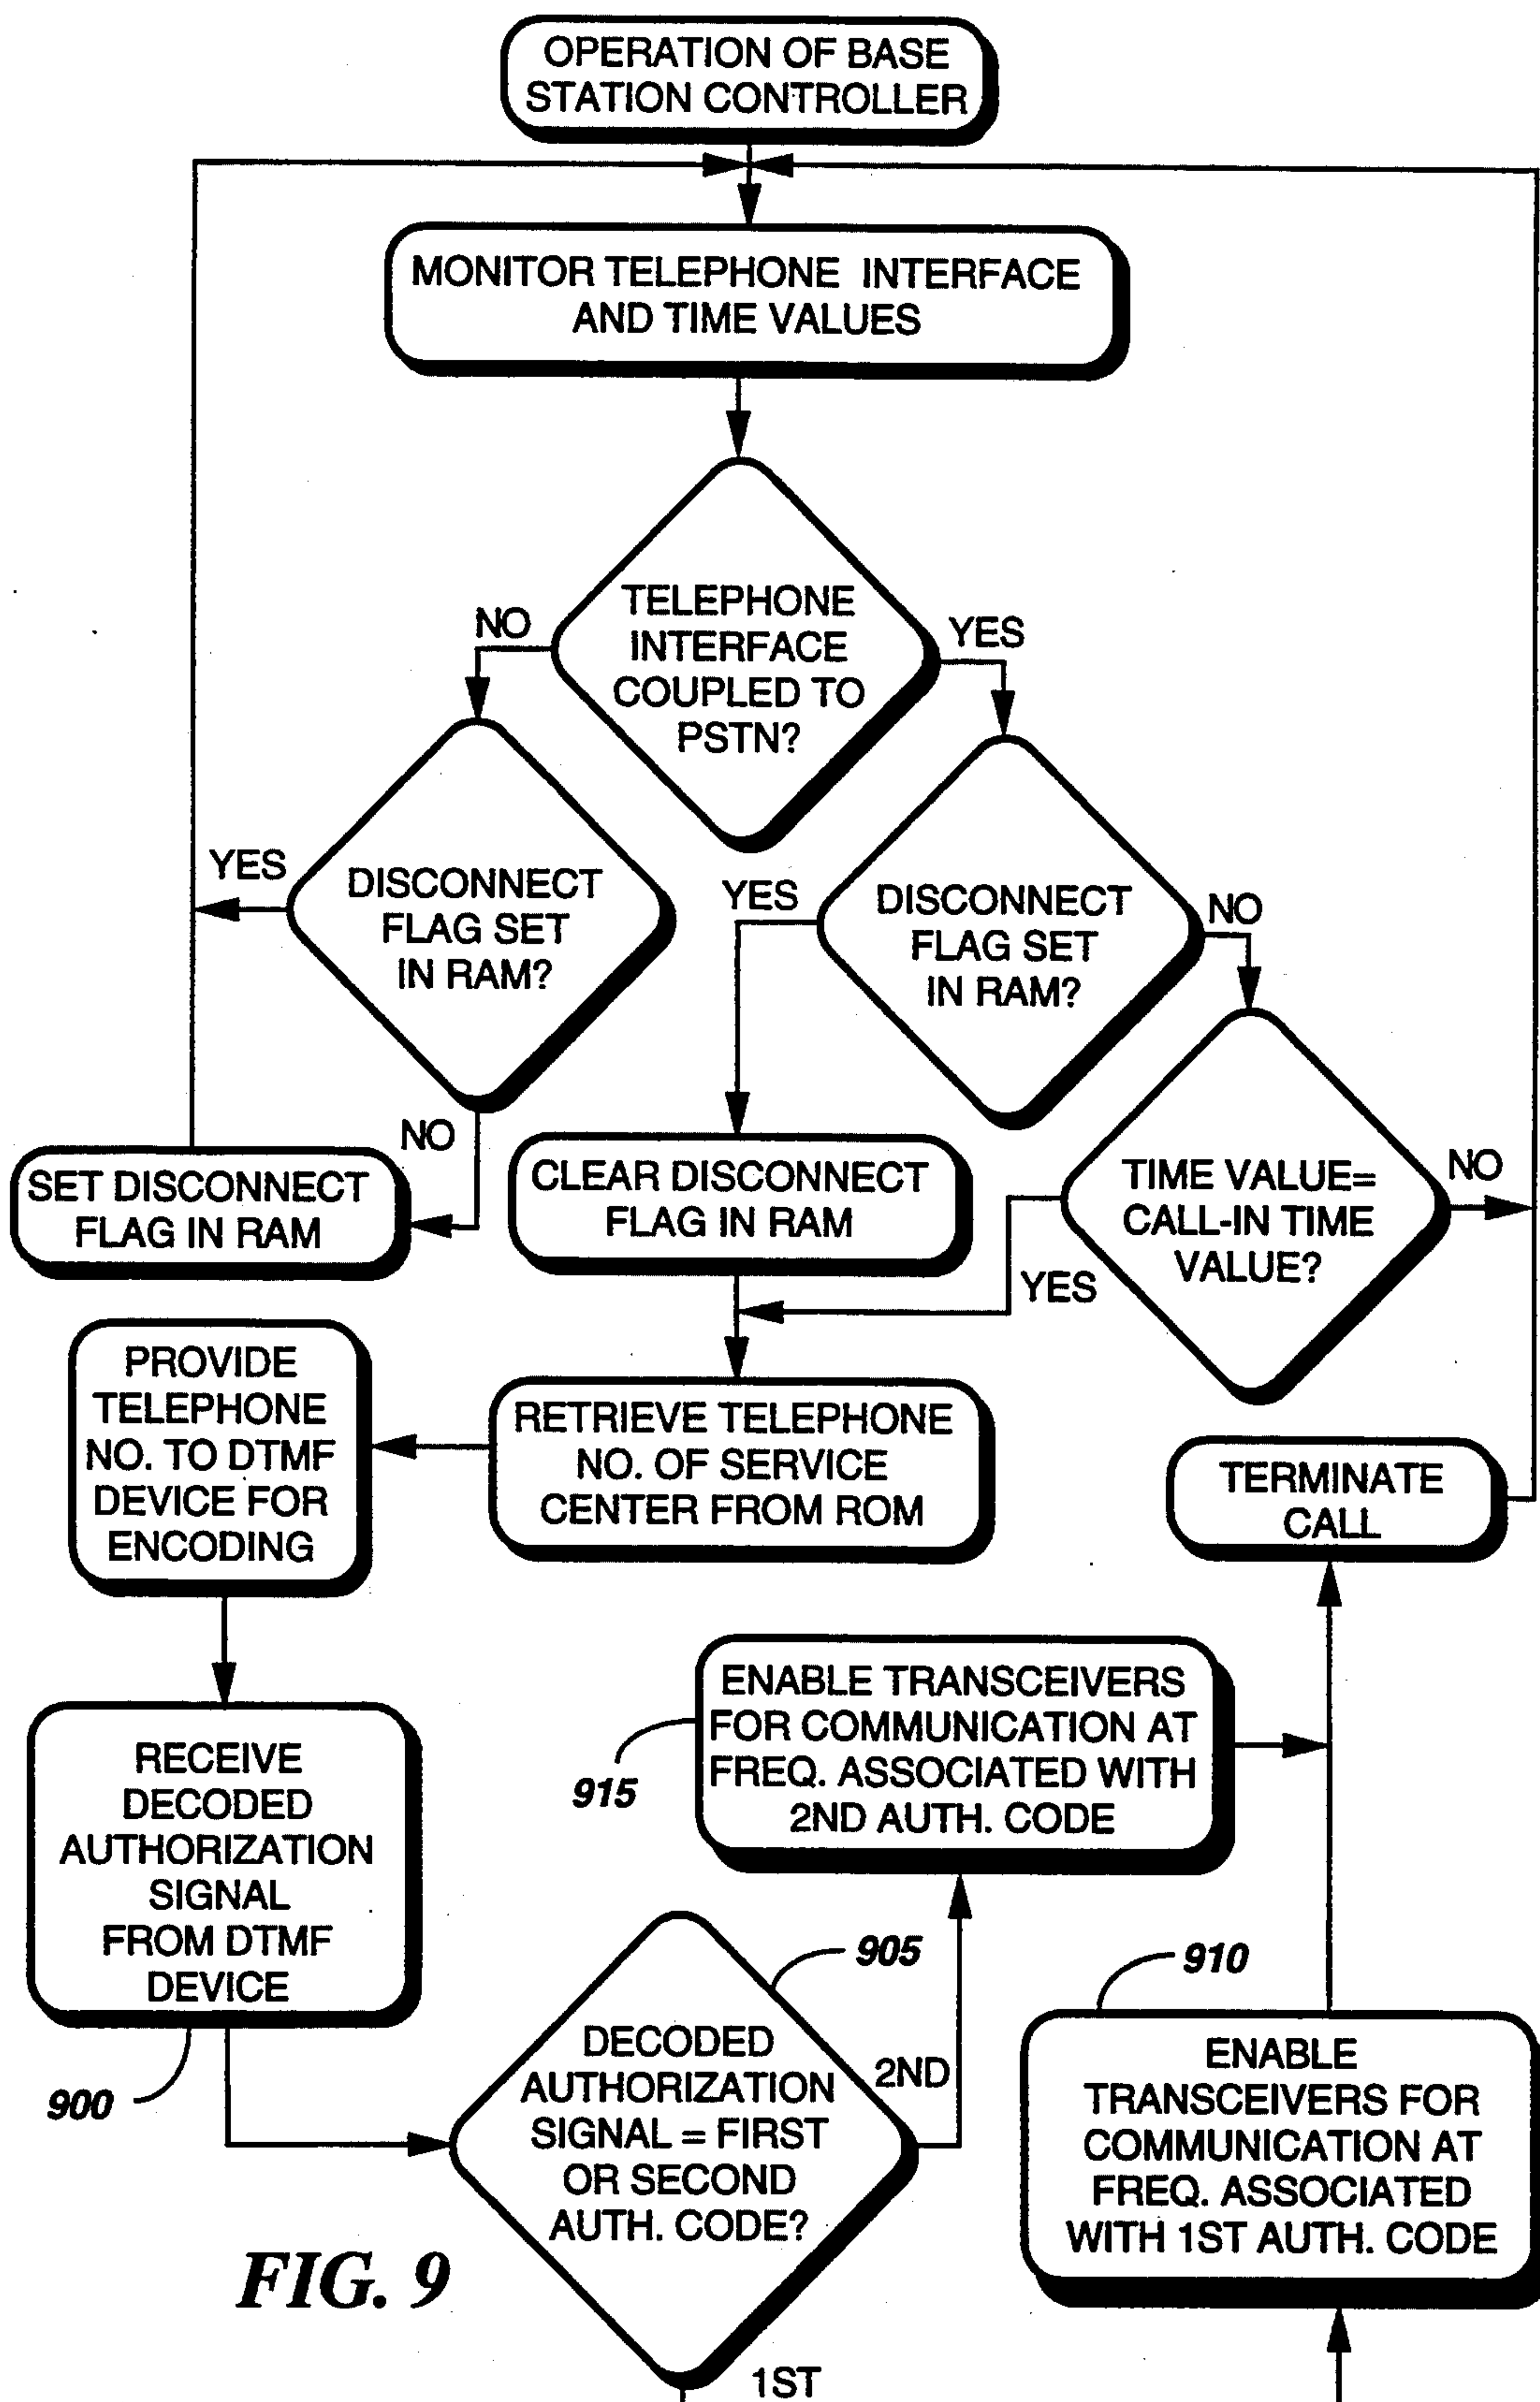 OPERATION OF BASE
STATION CONTROLLER
MONITOR TELEPHONE INTERFACE
AND TIME VALUES
TELEPHONE
INTERFACE
COUPLED TO
PSTN?
NO
YES
DISCONNECT
FLAG SET
IN RAM?
YES
NO
DISCONNECT
FLAG SET
IN RAM?
YES
NO
SET DISCONNECT
FLAG IN RAM
CLEAR DISCONNECT
FLAG IN RAM
TIME VALUE=
CALL-IN TIME
VALUE?
NO
YES
PROVIDE
TELEPHONE
NO. TO DTMF
DEVICE FOR
ENCODING
RETRIEVE TELEPHONE
NO. OF SERVICE
CENTER FROM ROM
TERMINATE
CALL
RECEIVE
DECODED
AUTHORIZATION
SIGNAL
FROM DTMF
DEVICE
900
ENABLE TRANSCEIVERS
FOR COMMUNICATION AT
FREQ. ASSOCIATED WITH
2ND AUTH. CODE
915
DECODED
AUTHORIZATION
SIGNAL = FIRST
OR SECOND
AUTH. CODE?
905
2ND
1ST
910
ENABLE
TRANSCEIVERS FOR
COMMUNICATION AT
FREQ. ASSOCIATED
WITH 1ST AUTH. CODE
FIG. 9